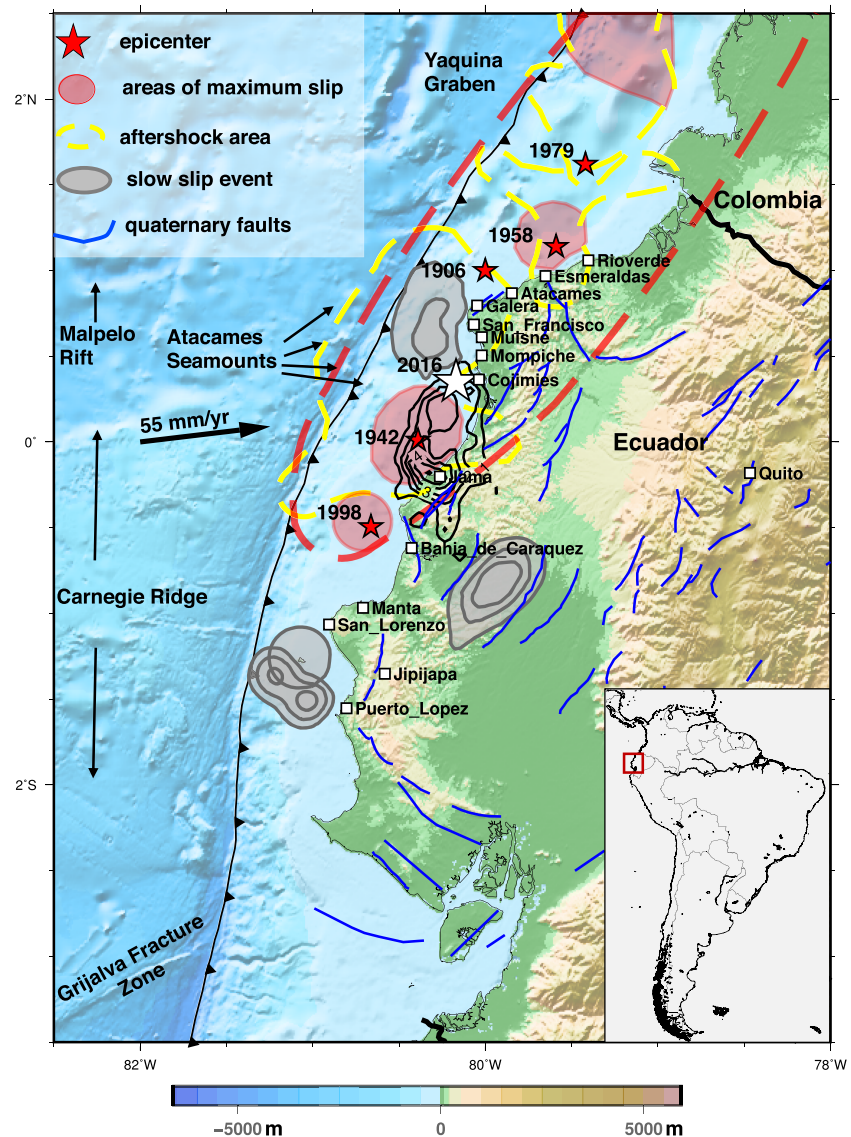 epicenter
areas of maximum slip
aftershock area
slow slip event
quaternary faults
Yaquina
Graben
2°N
1979
Colombia
1958
Rioverde
1906
Esmeraldas
Atacames
Galera
San_Francisco
Muisne
Mompiche
Malpelo
Rift
Atacames
Seamounts
2016
Cojimies
55 mm/yr
0°
1942
Ecuador
4
Jama
Quito
3
1998
Bahia_de_Caraquez
Carnegie Ridge
Manta
San_Lorenzo
Jipijapa
Puerto_Lopez
2°S
Grijalva Fracture
Zone
82°W
80°W
78°W
−5000 m
0
5000 m